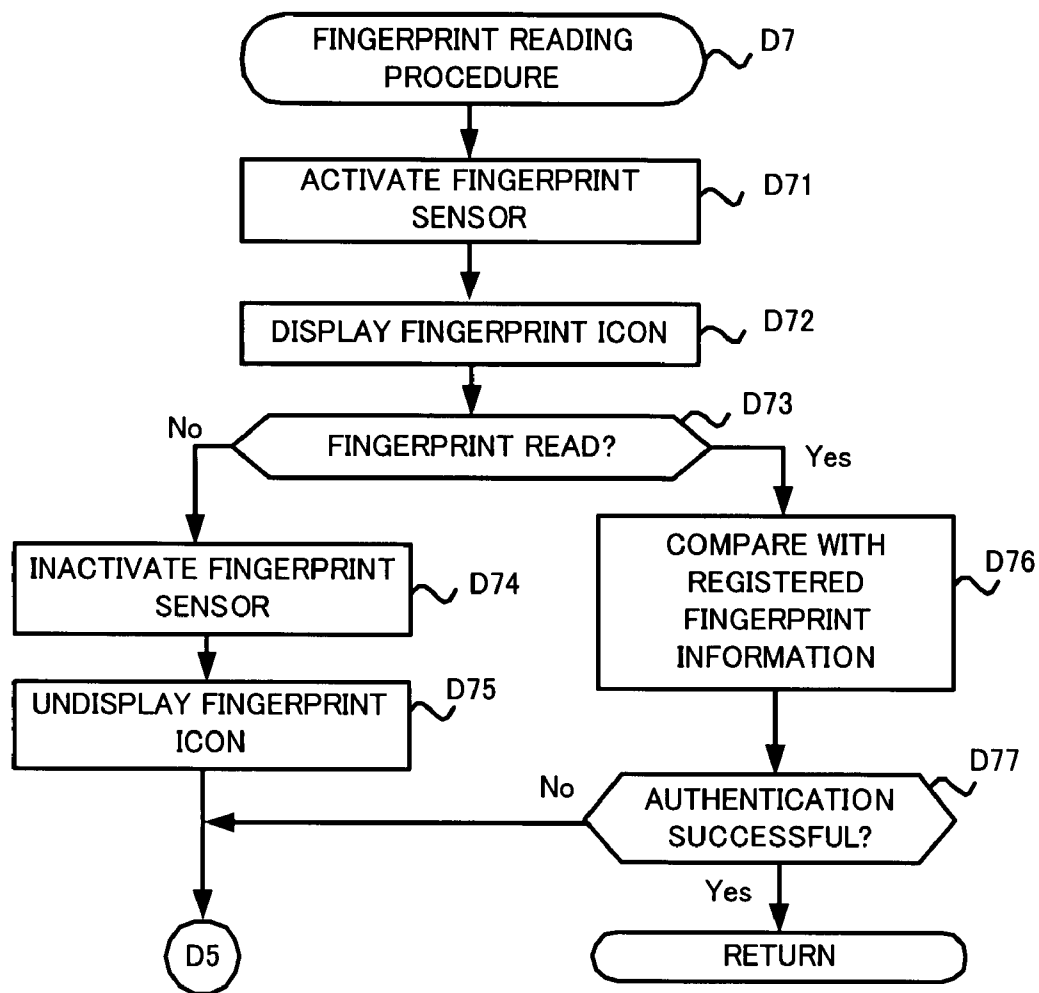 FINGERPRINT READING
PROCEDURE
D7
ACTIVATE FINGERPRINT
SENSOR
D71
DISPLAY FINGERPRINT ICON
D72
FINGERPRINT READ?
D73
No
Yes
INACTIVATE FINGERPRINT
SENSOR
D74
COMPARE WITH
REGISTERED
FINGERPRINT
INFORMATION
D76
UNDISPLAY FINGERPRINT
ICON
D75
AUTHENTICATION
SUCCESSFUL?
D77
No
Yes
D5
RETURN